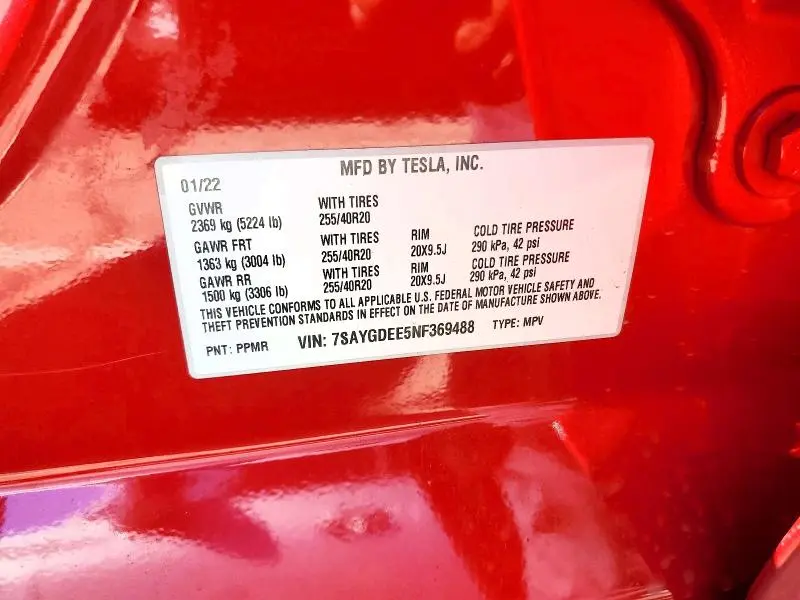 MFD BY TESLA, INC.
01/22
GVWR WITH TIRES
2369 kg (5224 lb) 255/40R20
GAWR FRT WITH TIRES RIM COLD TIRE PRESSURE
1363 kg (3004 lb) 255/40R20 20X9.5J 290 kPa, 42 psi
GAWR RR WITH TIRES RIM COLD TIRE PRESSURE
1500 kg (3306 lb) 255/40R20 20X9.5J 290 kPa, 42 psi
THIS VEHICLE CONFORMS TO ALL APPLICABLE U.S. FEDERAL MOTOR VEHICLE SAFETY AND
THEFT PREVENTION STANDARDS IN EFFECT ON THE DATE OF MANUFACTURE SHOWN ABOVE.
PNT: PPMR VIN: 7SAYGDEE5NF369488 TYPE: MPV